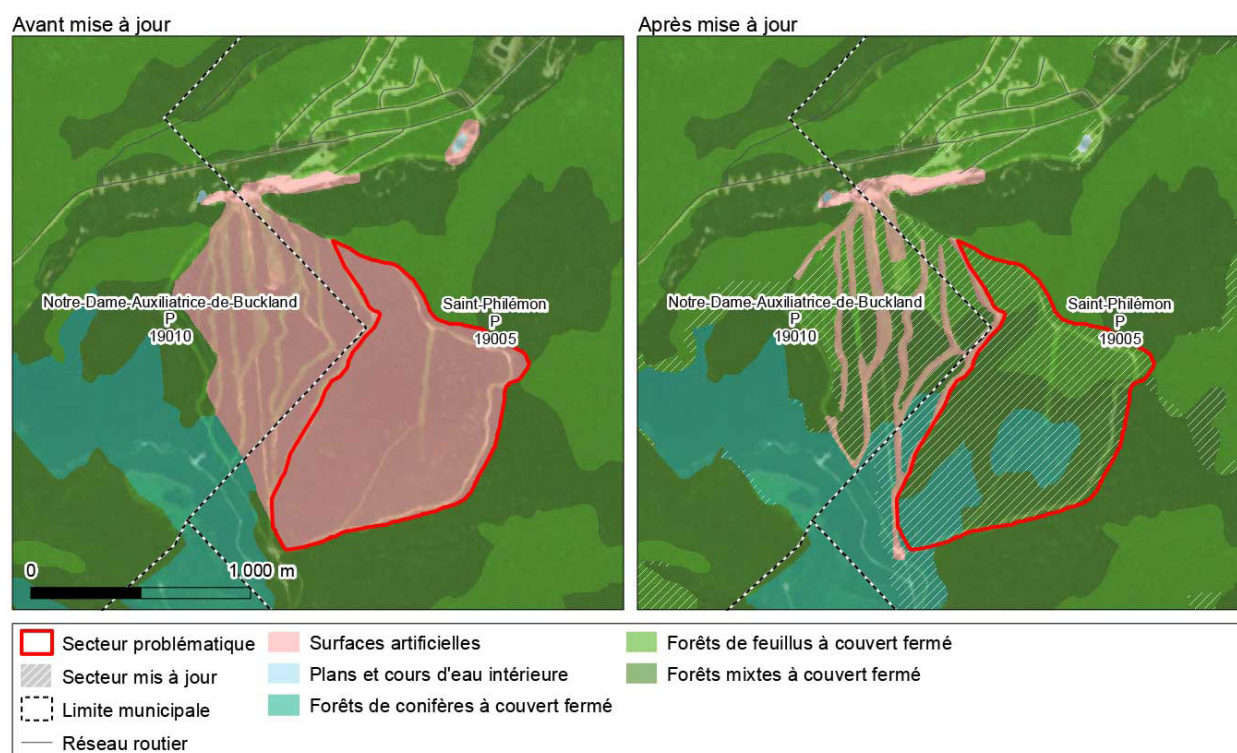 Avant mise à jour
Notre-Dame-Auxiliatrice-de-Buckland
P
19010
Saint-Philémon
P
19005
0 1 000 m
Après mise à jour
Notre-Dame-Auxiliatrice-de-Buckland
P
19010
Saint-Philémon
P
19005
Secteur problématique
Secteur mis à jour
Limite municipale
Réseau routier
Surfaces artificielles
Plans et cours d'eau intérieure
Forêts de conifères à couvert fermé
Forêts de feuillus à couvert fermé
Forêts mixtes à couvert fermé